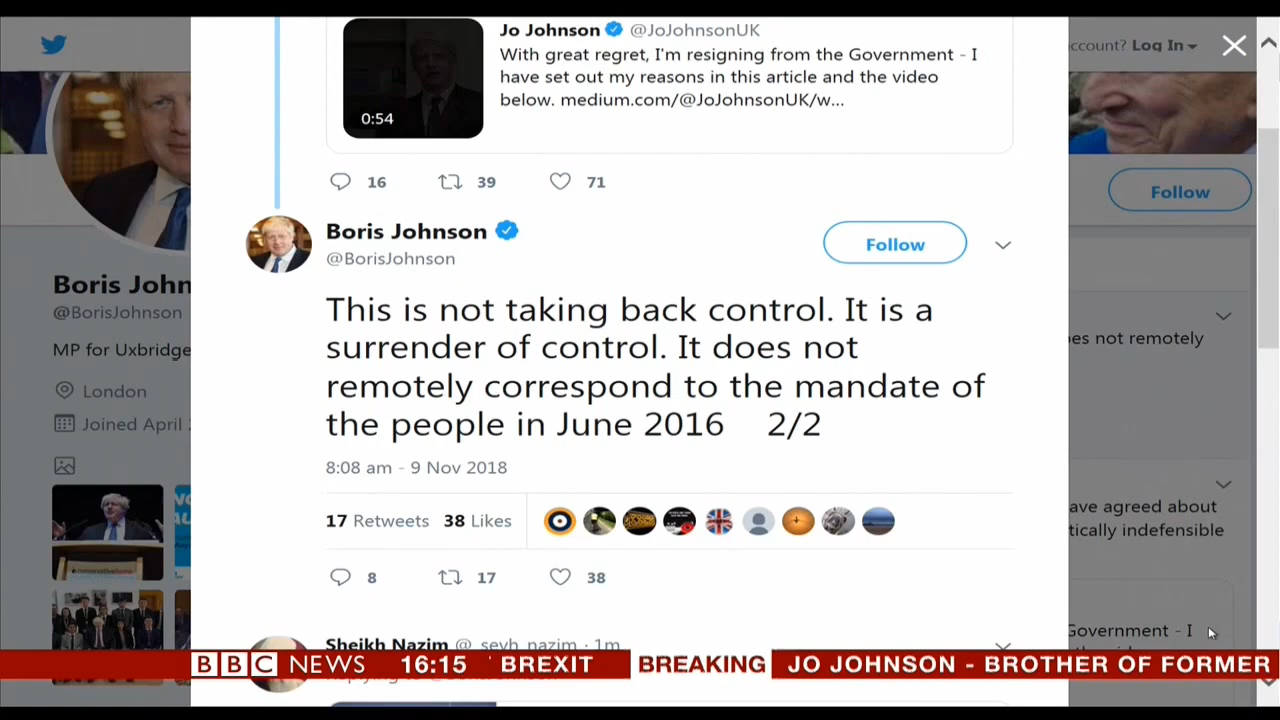 Jo Johnson @JoJohnsonUK
With great regret, I'm resigning from the Government - I
have set out my reasons in this article and the video
below. medium.com/@JoJohnsonUK/w...
0:54
ccount? Log In
16 39 71
Follow
Boris Johnson
@BorisJohnson
Follow
This is not taking back control. It is a
surrender of control. It does not
remotely correspond to the mandate of
the people in June 2016 2/2
8:08 am - 9 Nov 2018
17 Retweets 38 Likes
8 17 38
Boris John
@BorisJohnson
MP for Uxbridge
London
Joined April
es not remotely
ave agreed about
tically indefensible
Government - I
Sheikh Nazim @_seyh_nazim · 1m
BBC NEWS 16:15 BREXIT BREAKING JO JOHNSON - BROTHER OF FORMER